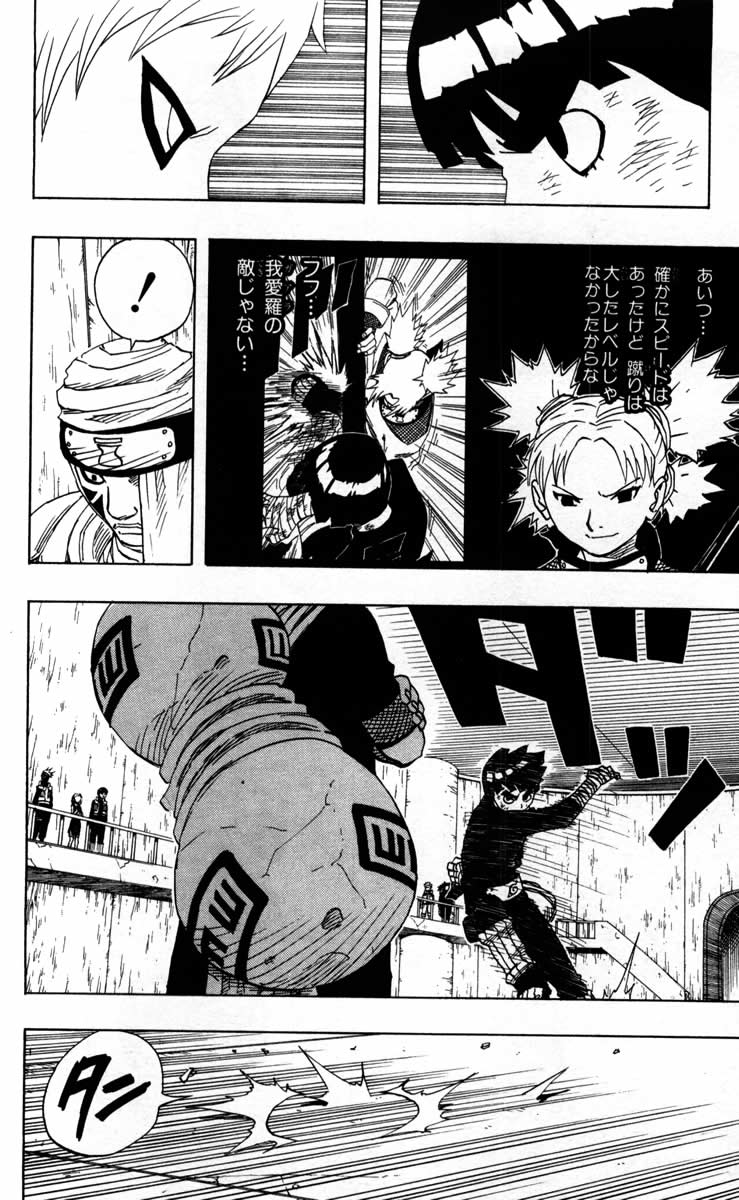 あいつ…
確かにスピードは
あったけど 蹴りは
大したレベルじゃ
なかったからな
フフ…
我愛羅の
敵じゃない…
！
ダッ
タン